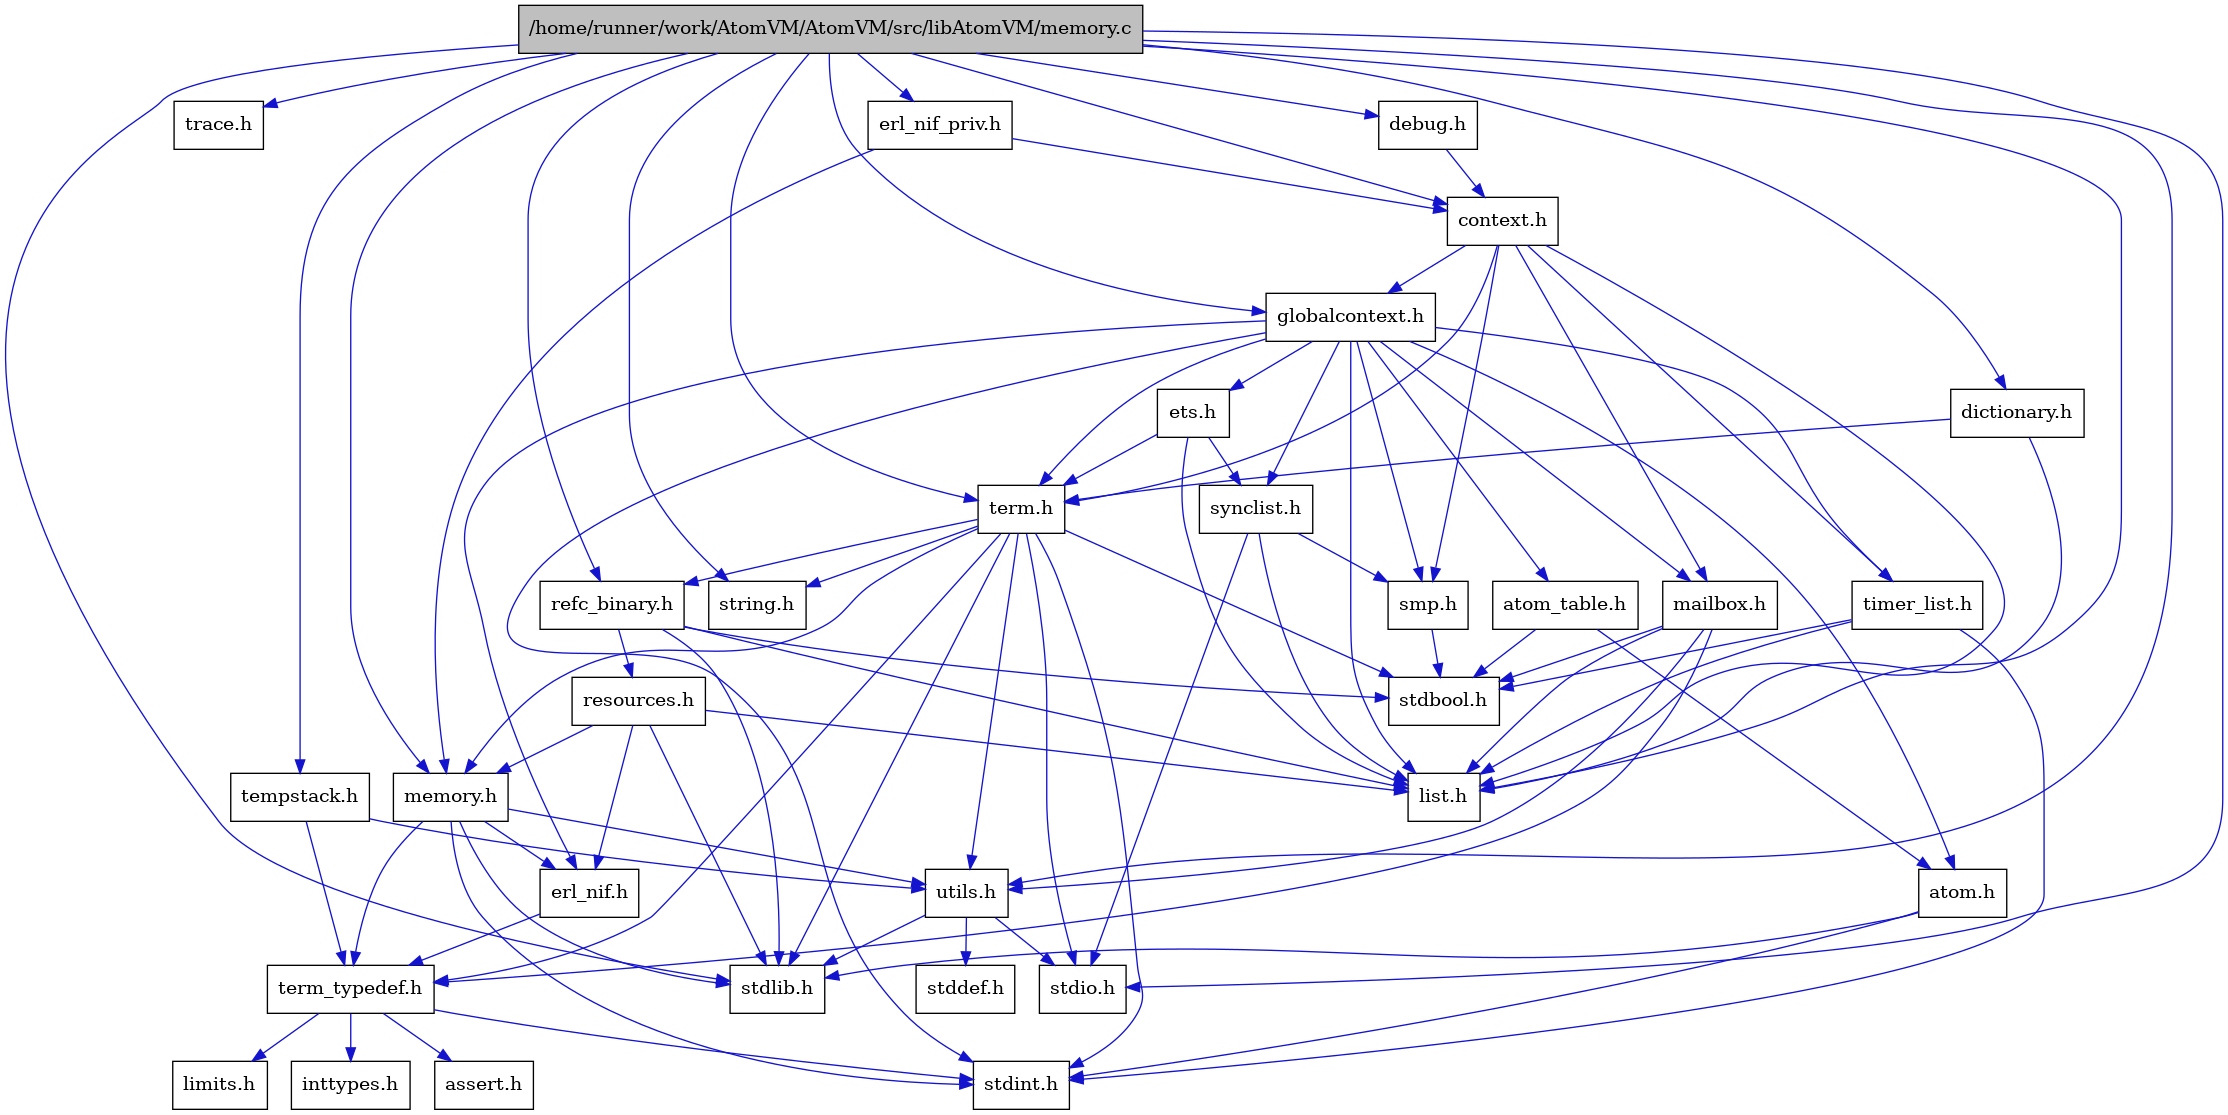 /home/runner/work/AtomVM/AtomVM/src/libAtomVM/memory.c
trace.h
erl_nif_priv.h
debug.h
context.h
globalcontext.h
ets.h
dictionary.h
term.h
synclist.h
refc_binary.h
string.h
smp.h
atom_table.h
mailbox.h
timer_list.h
resources.h
stdbool.h
tempstack.h
memory.h
list.h
erl_nif.h
utils.h
atom.h
term_typedef.h
stdlib.h
stddef.h
stdio.h
limits.h
inttypes.h
assert.h
stdint.h